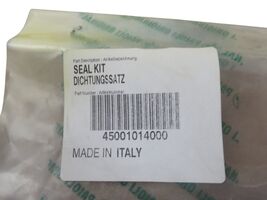 Part Description / Artikelbezeichnung
SEAL KIT
DICHTUNGSSATZ
Part Number / Artikelnummer
45001014000
MADE IN ITALY